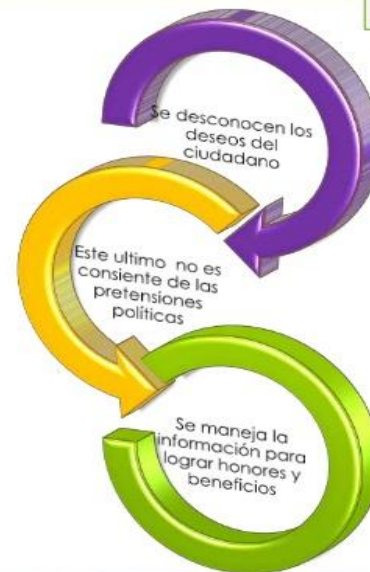 Se desconocen los
deseos del
ciudadano
Este ultimo no es
consiente de las
pretensiones
políticas
Se maneja la
información para
lograr honores y
beneficios